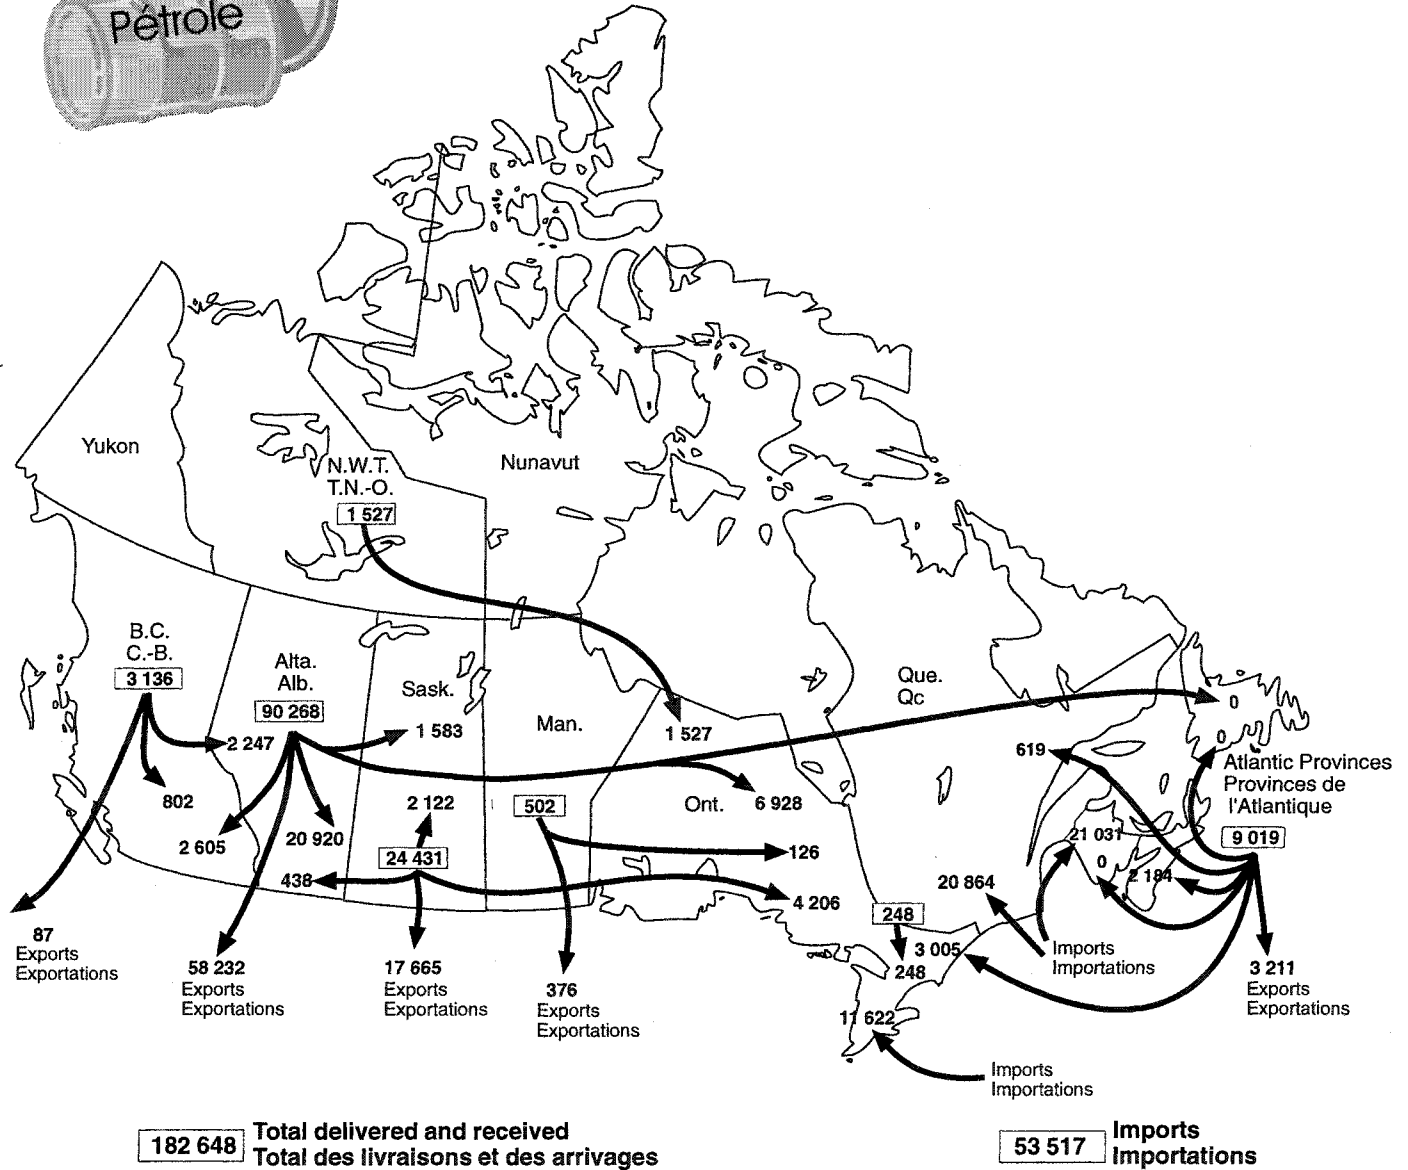 Pétrole
Yukon
N.W.T.
T.N.-O.
1 527
Nunavut
B.C.
C.-B.
3 136
Alta.
Alb.
90 268
Sask.
Man.
Que.
Qc
2 247
1 583
1 527
0
0
619
Atlantic Provinces
Provinces de
l'Atlantique
9 019
802
2 122
502
Ont.
6 928
2 605
20 920
24 431
126
21 031
0
2 184
438
4 206
20 864
248
3 005
248
87
Exports
Exportations
58 232
Exports
Exportations
17 665
Exports
Exportations
376
Exports
Exportations
Imports
Importations
3 211
Exports
Exportations
11 622
Imports
Importations
182 648
Total delivered and received
Total des livraisons et des arrivages
53 517
Imports
Importations